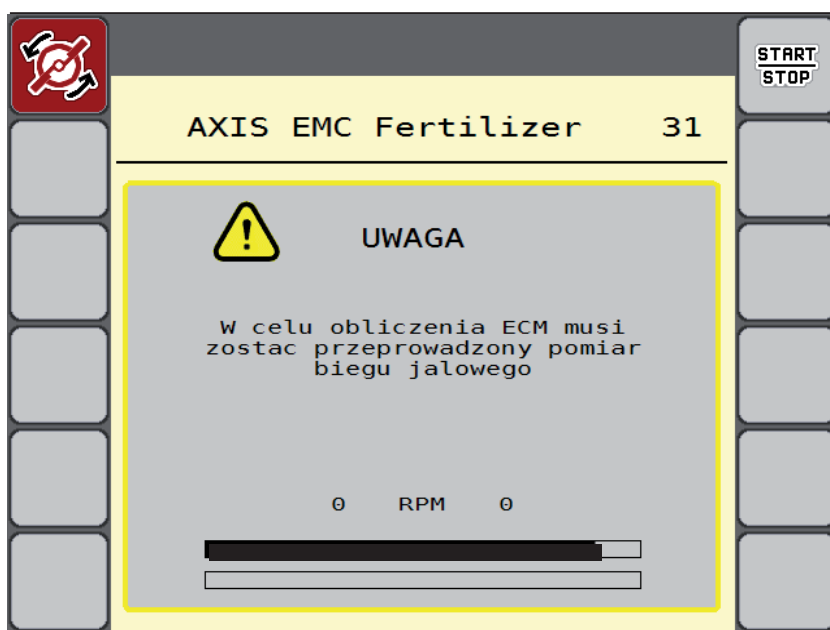 START
STOP
AXIS EMC Fertilizer 31
UWAGA
W celu obliczenia ECM musi
zostac przeprowadzony pomiar
biegu jalowego
0 RPM 0